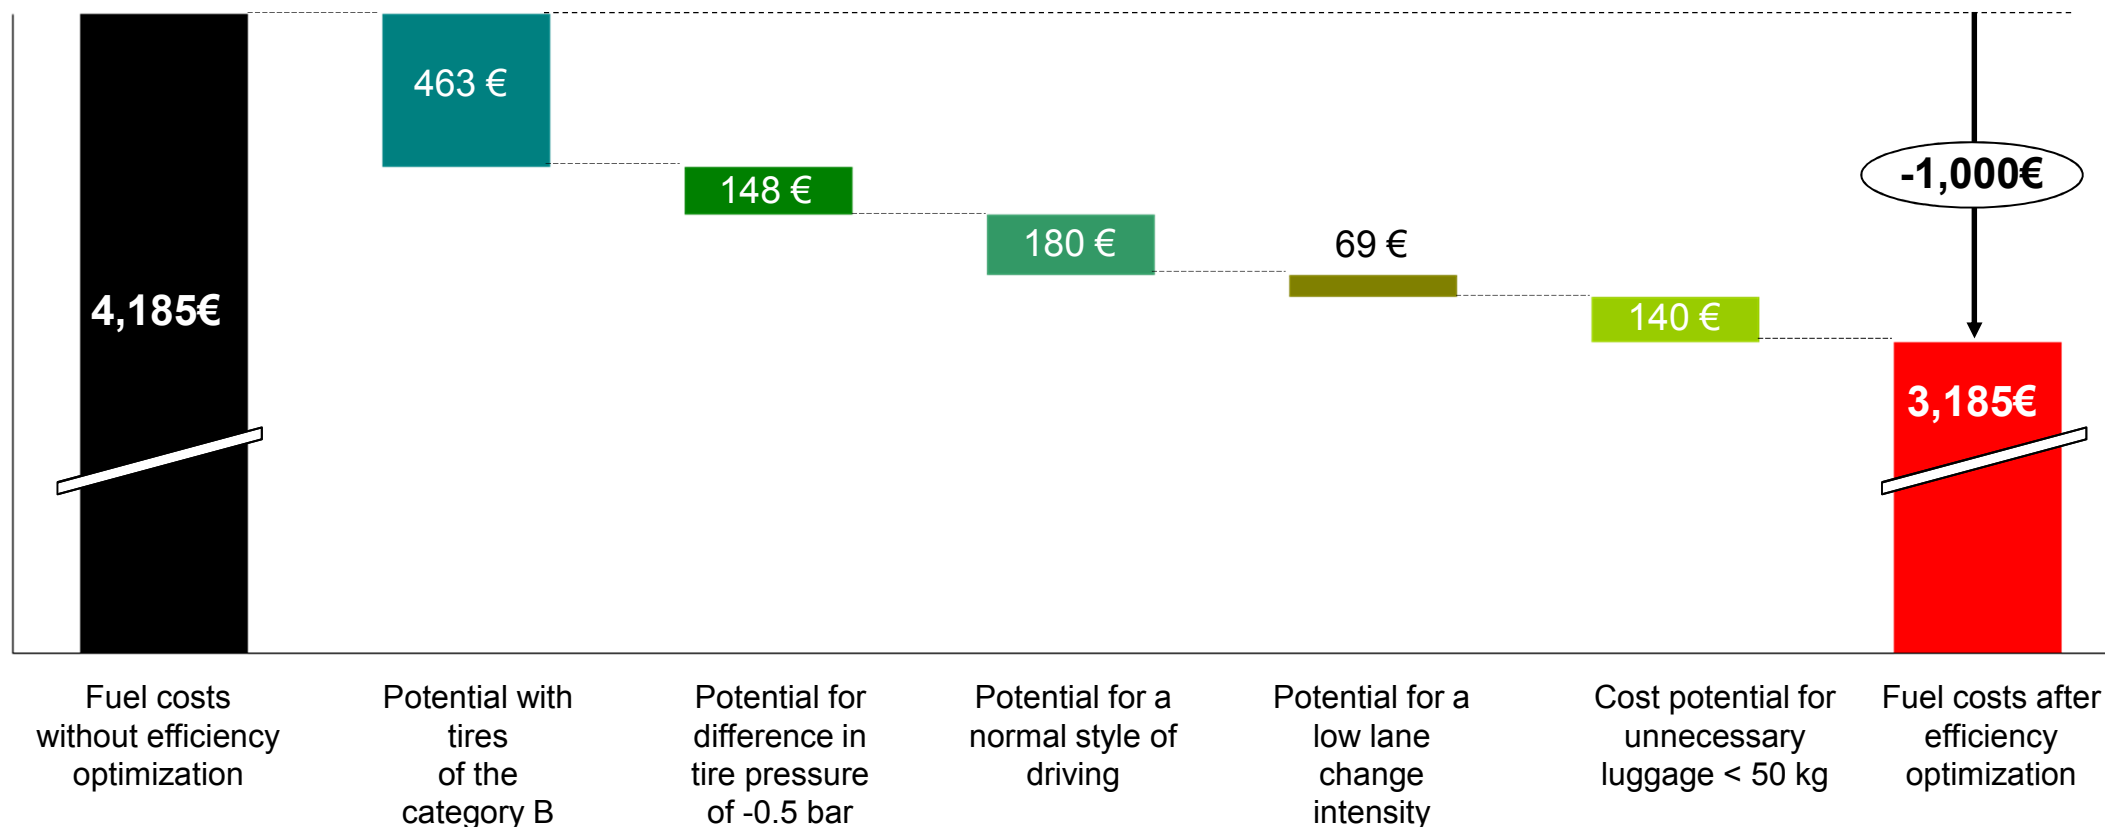 463 €
148 €
-1,000€
180 €
69 €
4,185€
140 €
3,185€
Fuel costs
without efficiency
optimization
Potential with
tires
of the
category B
Potential for
difference in
tire pressure
of -0.5 bar
Potential for a
normal style of
driving
Potential for a
low lane
change
intensity
Cost potential for
unnecessary
luggage < 50 kg
Fuel costs after
efficiency
optimization